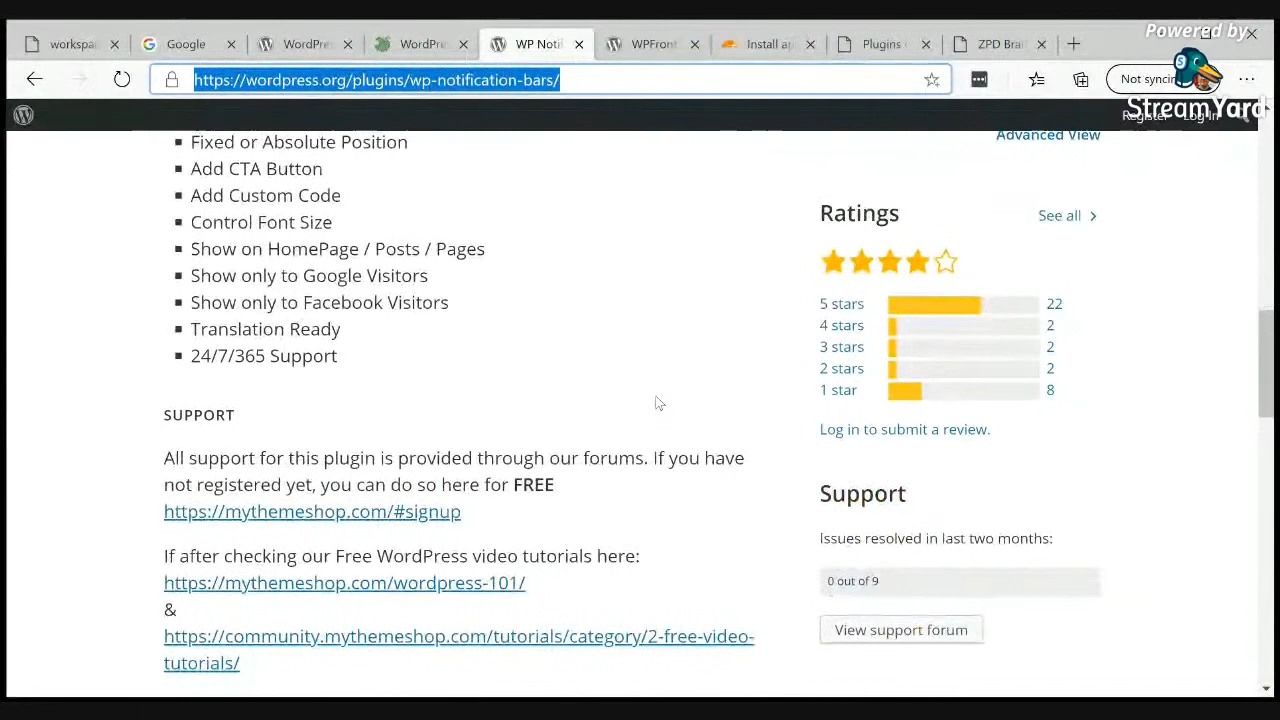 Powered by
StreamYard
workspa
Google
WordPre
WordPre
WP Noti
WPFront
Install a
Plugins
ZPD Bra
https://wordpress.org/plugins/wp-notification-bars/
Not syncin
Register
Log In
Advanced View
Fixed or Absolute Position
Add CTA Button
Add Custom Code
Control Font Size
Show on HomePage / Posts / Pages
Show only to Google Visitors
Show only to Facebook Visitors
Translation Ready
24/7/365 Support
SUPPORT
All support for this plugin is provided through our forums. If you have
not registered yet, you can do so here for FREE
https://mythemeshop.com/#signup
If after checking our Free WordPress video tutorials here:
https://mythemeshop.com/wordpress-101/
&
https://community.mythemeshop.com/tutorials/category/2-free-video-
tutorials/
Ratings
See all
5 stars 22
4 stars 2
3 stars 2
2 stars 2
1 star 8
Log in to submit a review.
Support
Issues resolved in last two months:
0 out of 9
View support forum